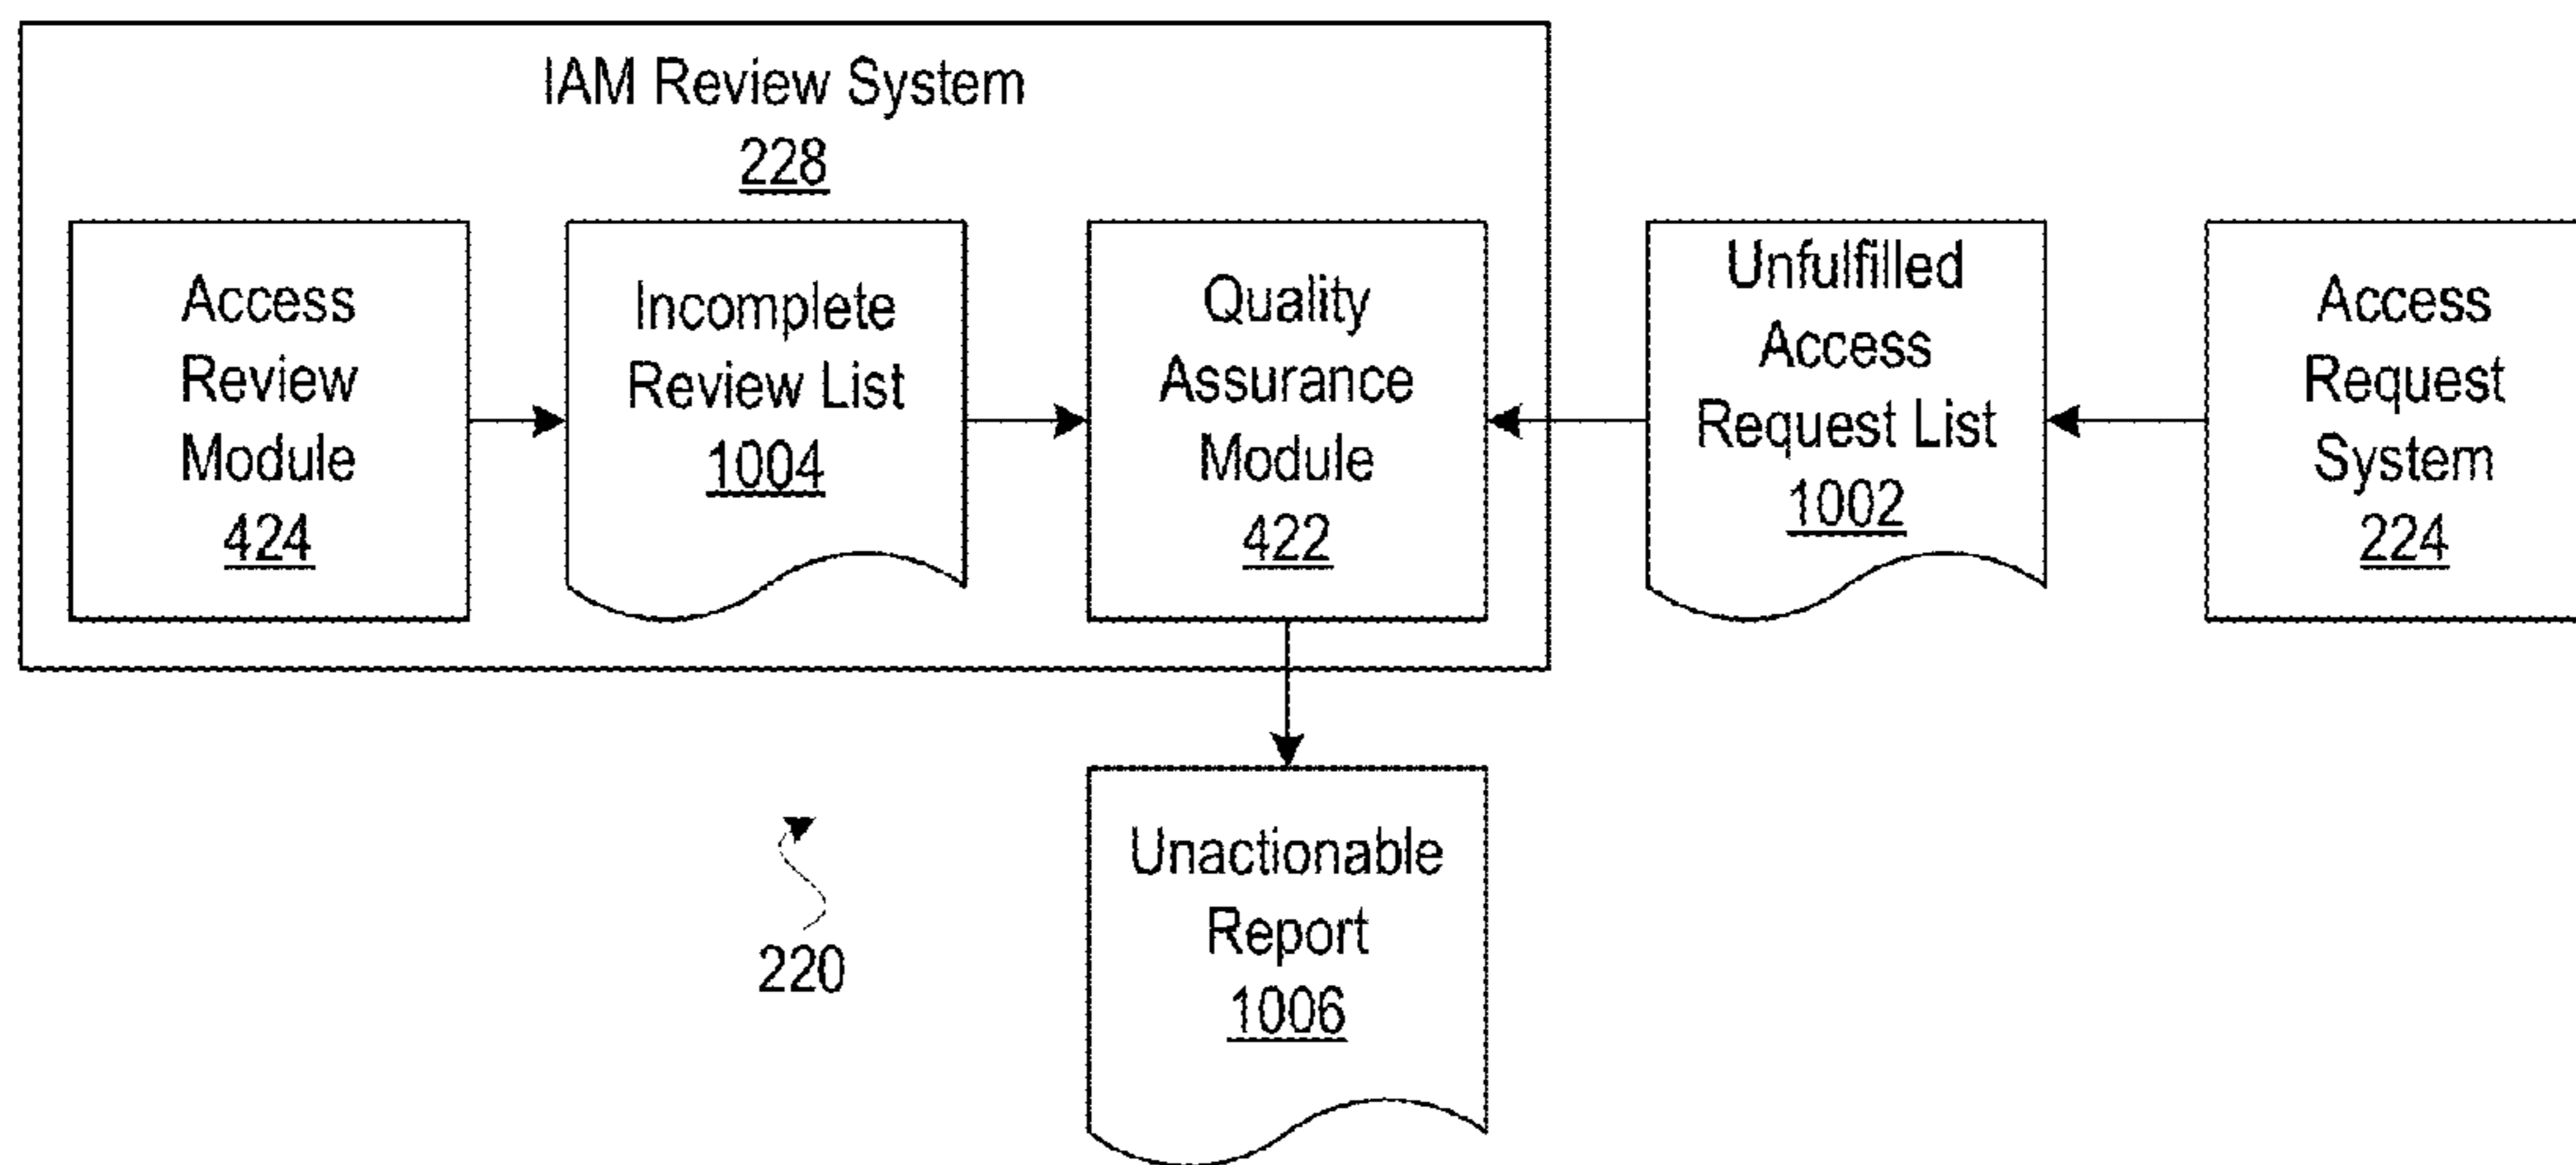 IAM Review System
228
Access
Review
Module
424
Incomplete
Review List
1004
Quality
Assurance
Module
422
Unfulfilled
Access
Request List
1002
Access
Request
System
224
Unactionable
Report
1006
220